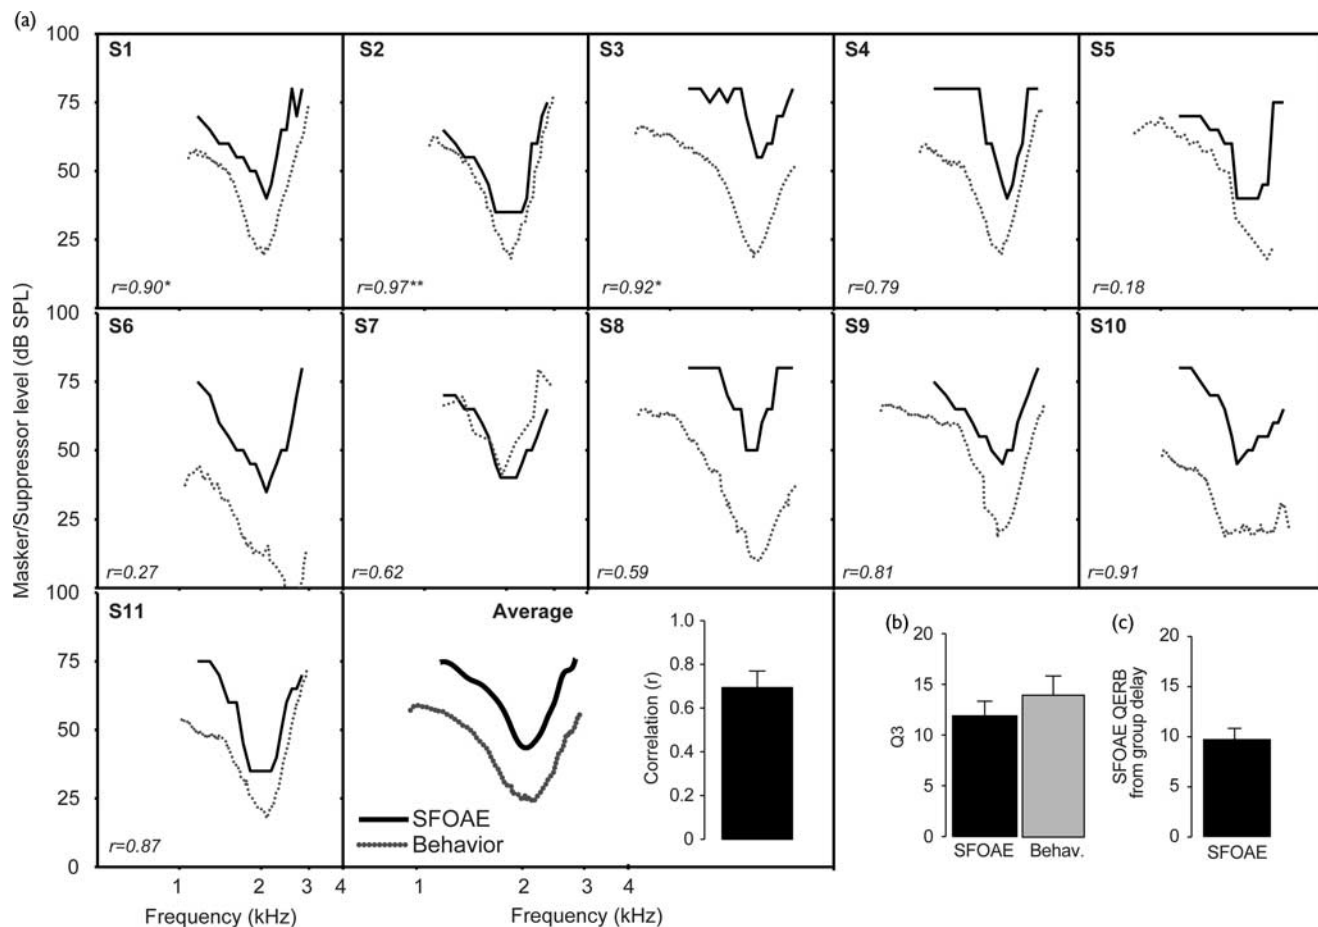 (a)
100
75
50
25
S1
r=0.90*
S2
r=0.97**
S3
r=0.92*
S4
r=0.79
S5
r=0.18
Masker/Suppressor level (dB SPL)
100
75
50
25
S6
r=0.27
S7
r=0.62
S8
r=0.59
S9
r=0.81
S10
r=0.91
100
75
50
25
0
S11
r=0.87
1 2 3 4
Frequency (kHz)
Average
SFOAE
Behavior
1 2 3 4
Frequency (kHz)
Correlation (r)
1.0
0.8
0.6
0.4
0.2
0
(b)
Q3
20
15
10
5
0
SFOAE Behav.
(c)
SFOAE QERB
from group delay
20
15
10
5
0
SFOAE